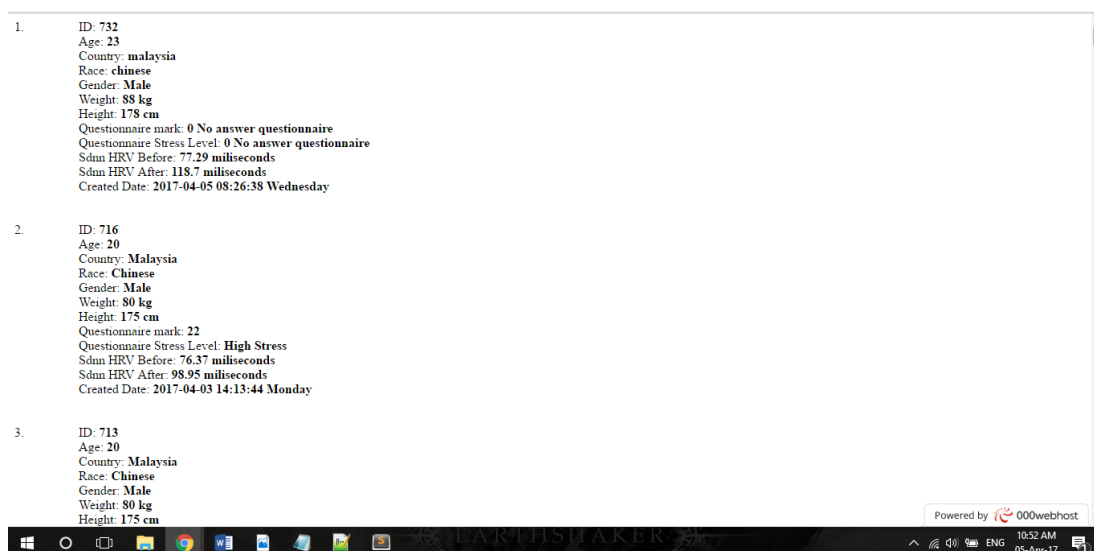 1.
ID: 732
Age: 23
Country: malaysia
Race: chinese
Gender: Male
Weight: 88 kg
Height: 178 cm
Questionnaire mark: 0 No answer questionnaire
Questionnaire Stress Level: 0 No answer questionnaire
Sdnn HRV Before: 77.29 miliseconds
Sdnn HRV After: 118.7 miliseconds
Created Date: 2017-04-05 08:26:38 Wednesday
2.
ID: 716
Age: 20
Country: Malaysia
Race: Chinese
Gender: Male
Weight: 80 kg
Height: 175 cm
Questionnaire mark: 22
Questionnaire Stress Level: High Stress
Sdnn HRV Before: 76.37 miliseconds
Sdnn HRV After: 98.95 miliseconds
Created Date: 2017-04-03 14:13:44 Monday
3.
ID: 713
Age: 20
Country: Malaysia
Race: Chinese
Gender: Male
Weight: 80 kg
Height: 175 cm
Powered by 000webhost
EARTHSHAKER
ENG
10:52 AM
05-Apr-17